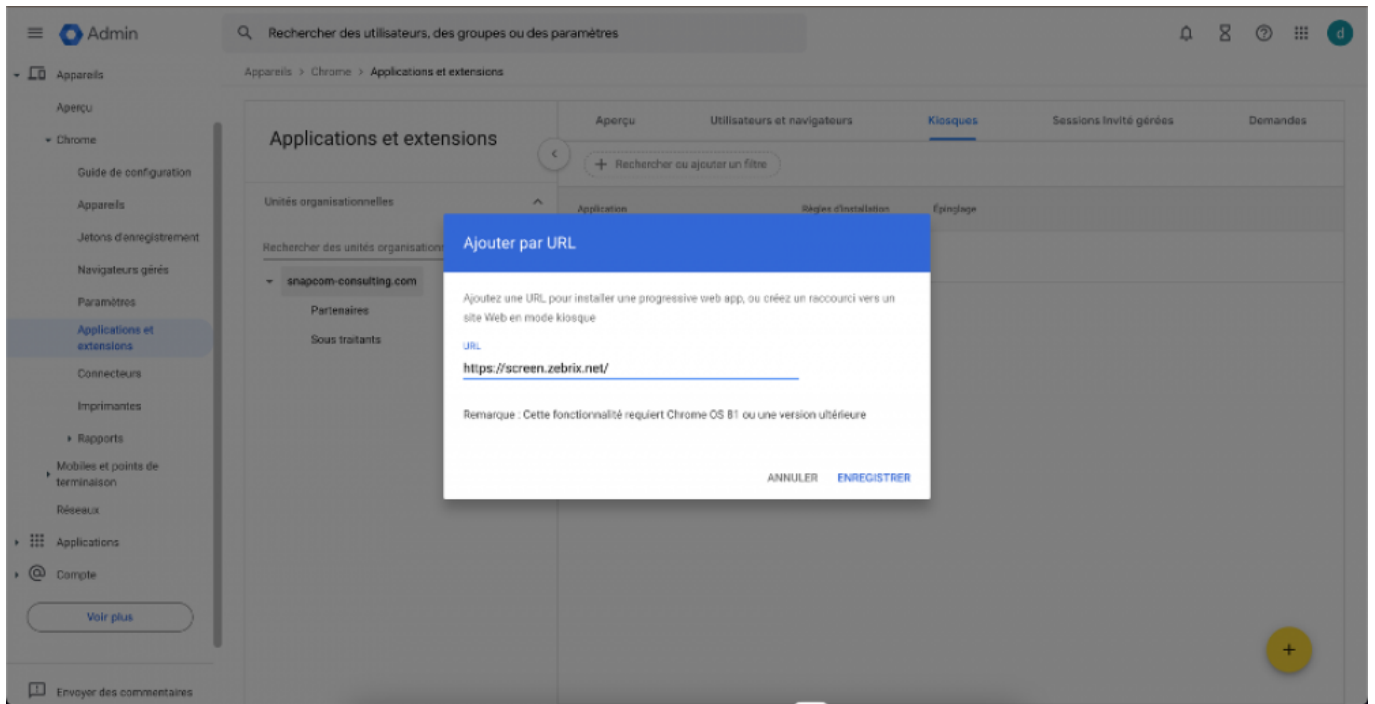 Admin
Rechercher des utilisateurs, des groupes ou des paramètres
d
Appareils
Aperçu
Chrome
Guide de configuration
Appareils
Jetons d'enregistrement
Navigateurs gérés
Paramètres
Applications et
extensions
Connecteurs
Imprimantes
Rapports
Mobiles et points de
terminaison
Réseaux
Applications
Compte
Voir plus
Envoyer des commentaires
Appareils > Chrome > Applications et extensions
Applications et extensions
Unités organisationnelles
Rechercher des unités organisation
snapcom-consulting.com
Partenaires
Sous traitants
Aperçu
Utilisateurs et navigateurs
Kiosques
Sessions Invité gérées
Demandes
+ Rechercher ou ajouter un filtre
Application
Règles d'installation
Épinglage
Ajouter par URL
Ajoutez une URL pour installer une progressive web app, ou créez un raccourci vers un
site Web en mode kiosque
URL
https://screen.zebrix.net/
Remarque : Cette fonctionnalité requiert Chrome OS 81 ou une version ultérieure
ANNULER
ENREGISTRER
+